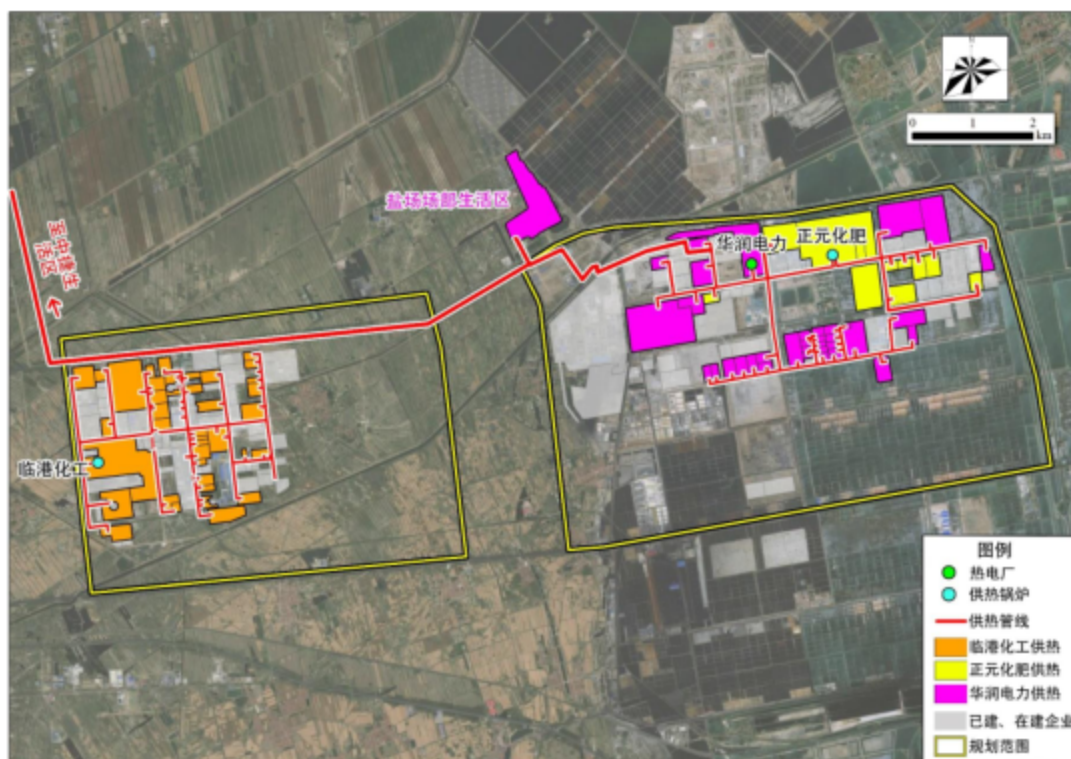 0 1 2
km
盐场场部生活区
华润电力
正元化肥
至中捷生
活区
临港化工
图例
热电厂
供热锅炉
供热管线
临港化工供热
正元化肥供热
华润电力供热
已建、在建企业
规划范围